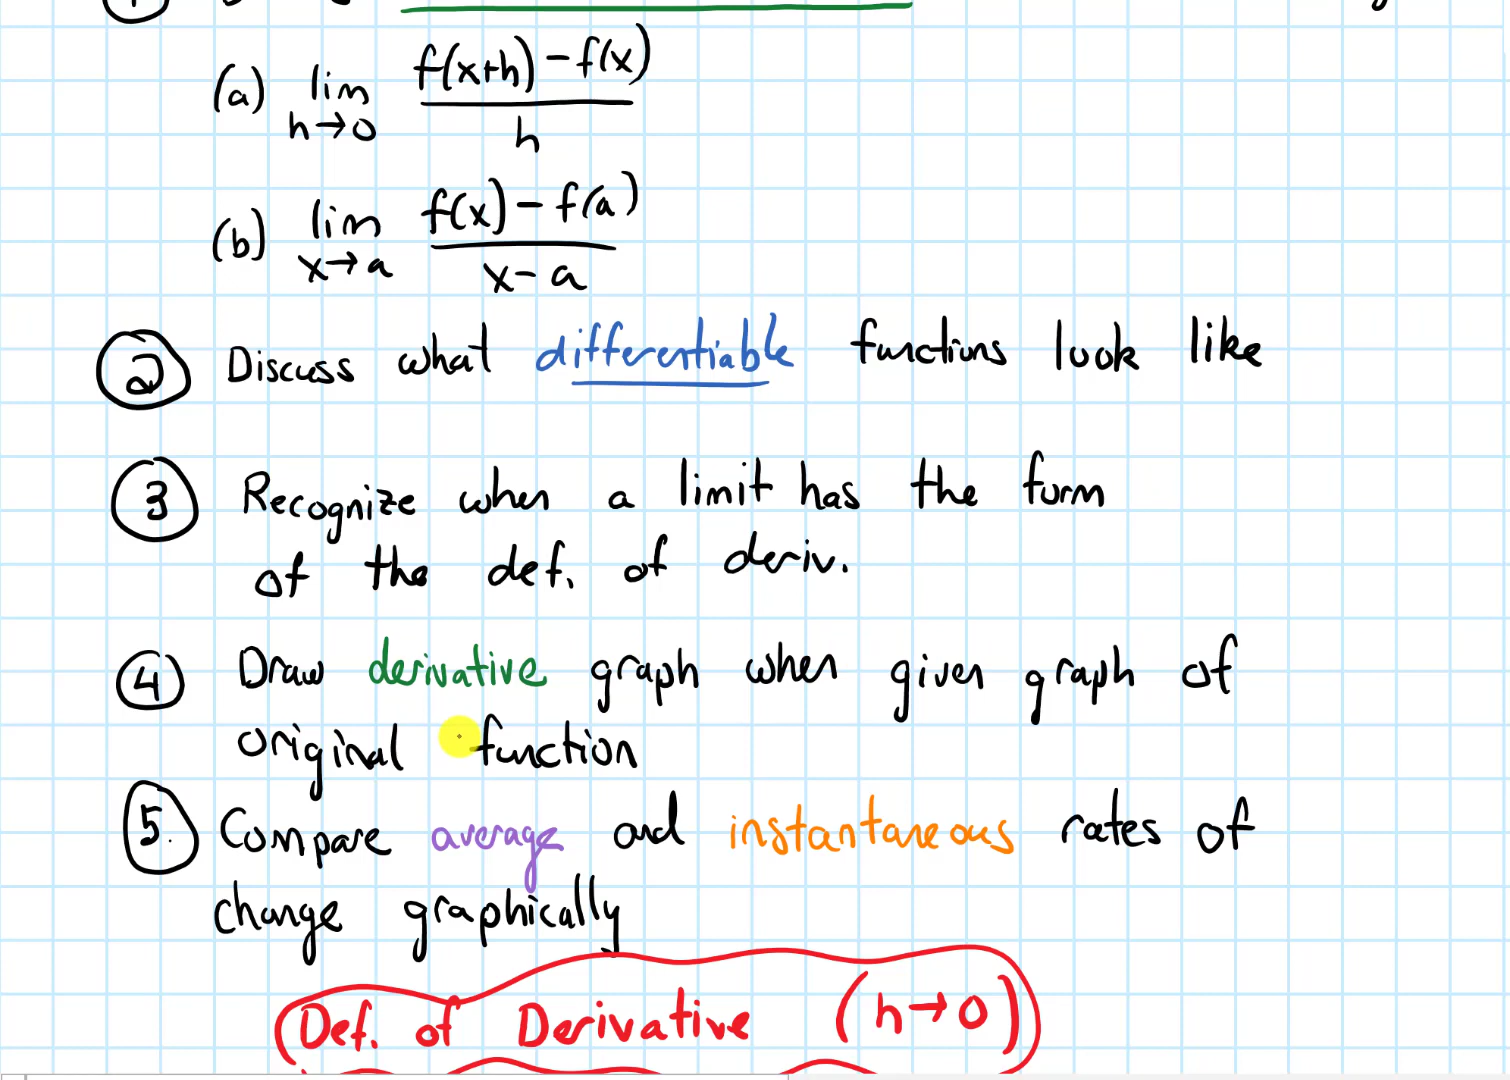 (a) lim h→0 f(x+h) - f(x) / h
(b) lim x→a f(x) - f(a) / x - a
② Discuss what differentiable functions look like
③ Recognize when a limit has the form
of the def. of deriv.
④ Draw derivative graph when given graph of
original function
⑤ Compare average and instantaneous rates of
change graphically
Def. of Derivative (h→0)